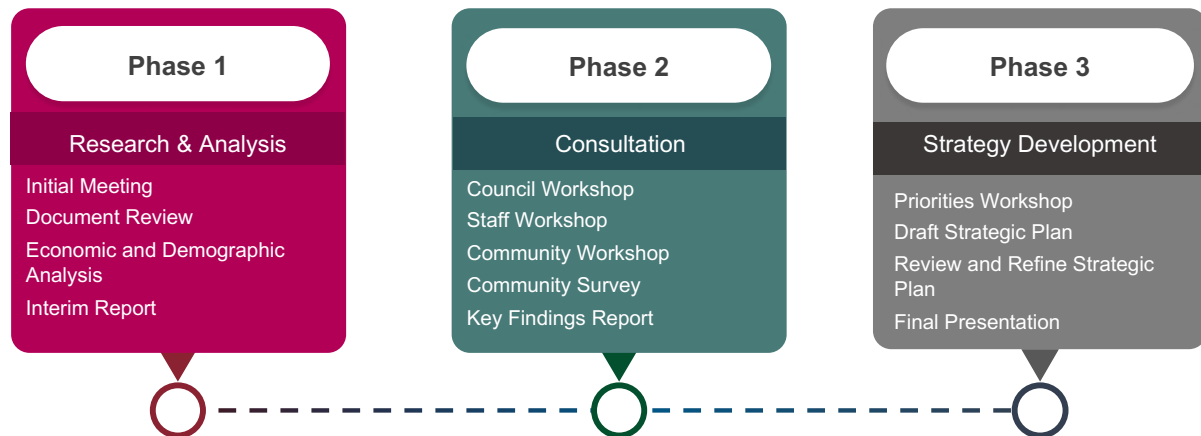 Phase 1
Research & Analysis
Initial Meeting
Document Review
Economic and Demographic
Analysis
Interim Report
Phase 2
Consultation
Council Workshop
Staff Workshop
Community Workshop
Community Survey
Key Findings Report
Phase 3
Strategy Development
Priorities Workshop
Draft Strategic Plan
Review and Refine Strategic
Plan
Final Presentation